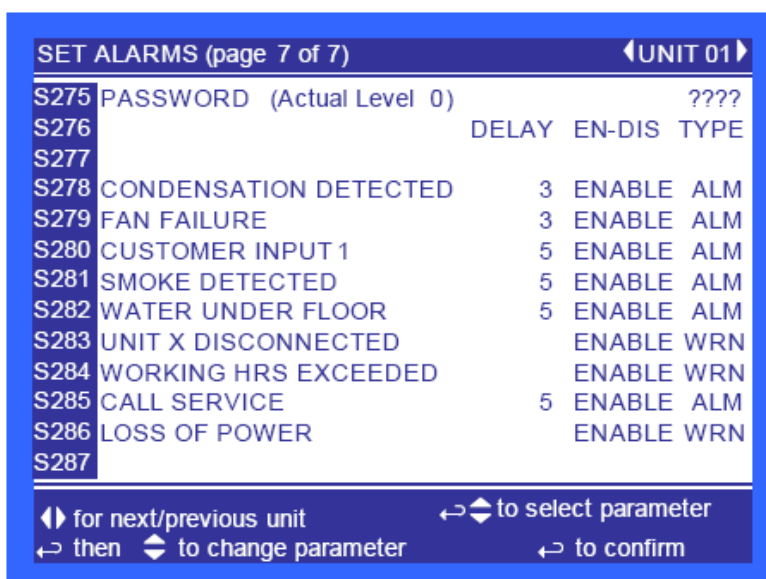 SET ALARMS (page 7 of 7) UNIT 01
S275 PASSWORD (Actual Level 0) ????
S276 DELAY EN-DIS TYPE
S277
S278 CONDENSATION DETECTED 3 ENABLE ALM
S279 FAN FAILURE 3 ENABLE ALM
S280 CUSTOMER INPUT 1 5 ENABLE ALM
S281 SMOKE DETECTED 5 ENABLE ALM
S282 WATER UNDER FLOOR 5 ENABLE ALM
S283 UNIT X DISCONNECTED ENABLE WRN
S284 WORKING HRS EXCEEDED ENABLE WRN
S285 CALL SERVICE 5 ENABLE ALM
S286 LOSS OF POWER ENABLE WRN
S287
for next/previous unit to select parameter
then to change parameter to confirm